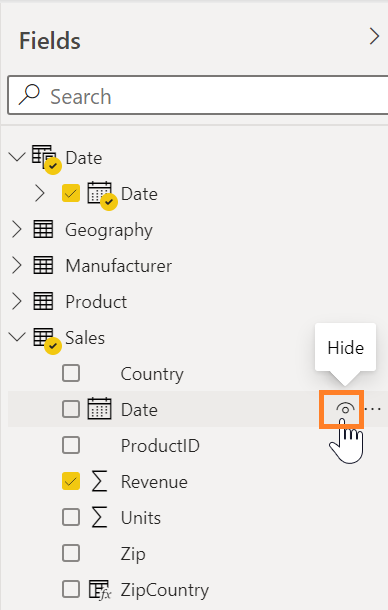 Fields
Search
Date
Date
Geography
Manufacturer
Product
Sales
Hide
Country
Date
ProductID
Revenue
Units
Zip
ZipCountry